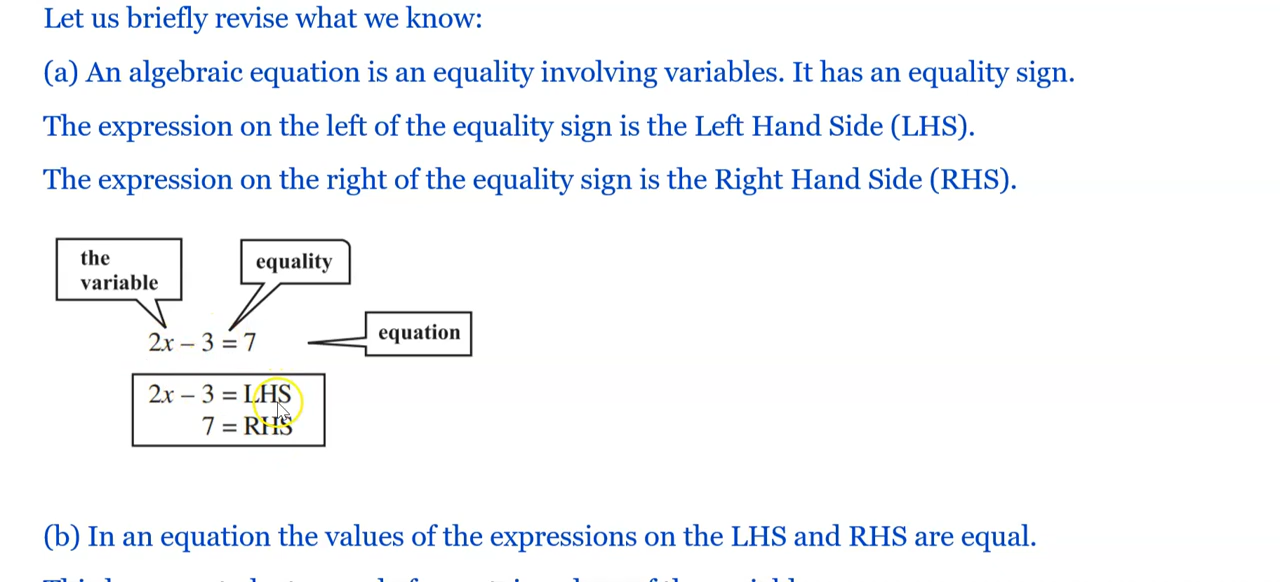 Let us briefly revise what we know:
(a) An algebraic equation is an equality involving variables. It has an equality sign.
The expression on the left of the equality sign is the Left Hand Side (LHS).
The expression on the right of the equality sign is the Right Hand Side (RHS).
the
variable
equality
2x – 3 = 7
equation
2x – 3 = LHS
7 = RHS
(b) In an equation the values of the expressions on the LHS and RHS are equal.